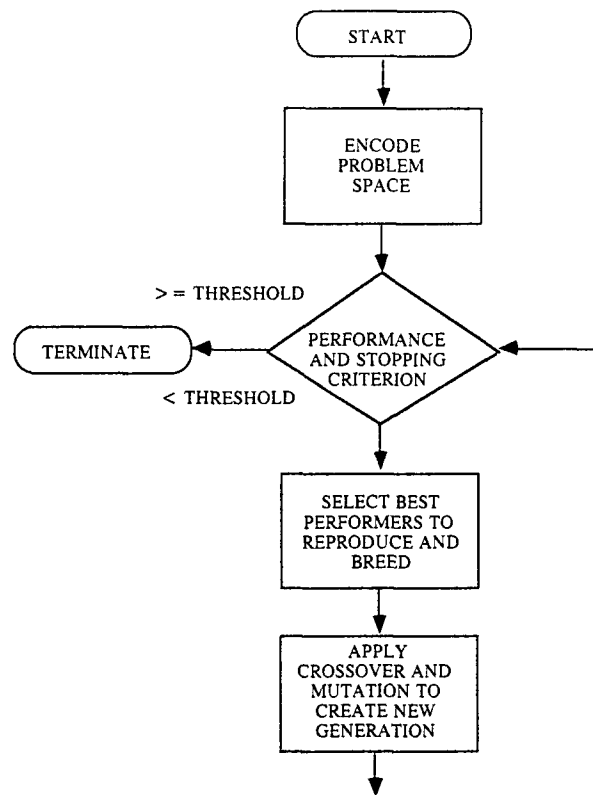 START
ENCODE
PROBLEM
SPACE
> = THRESHOLD
TERMINATE
PERFORMANCE
AND STOPPING
CRITERION
< THRESHOLD
SELECT BEST
PERFORMERS TO
REPRODUCE AND
BREED
APPLY
CROSSOVER AND
MUTATION TO
CREATE NEW
GENERATION